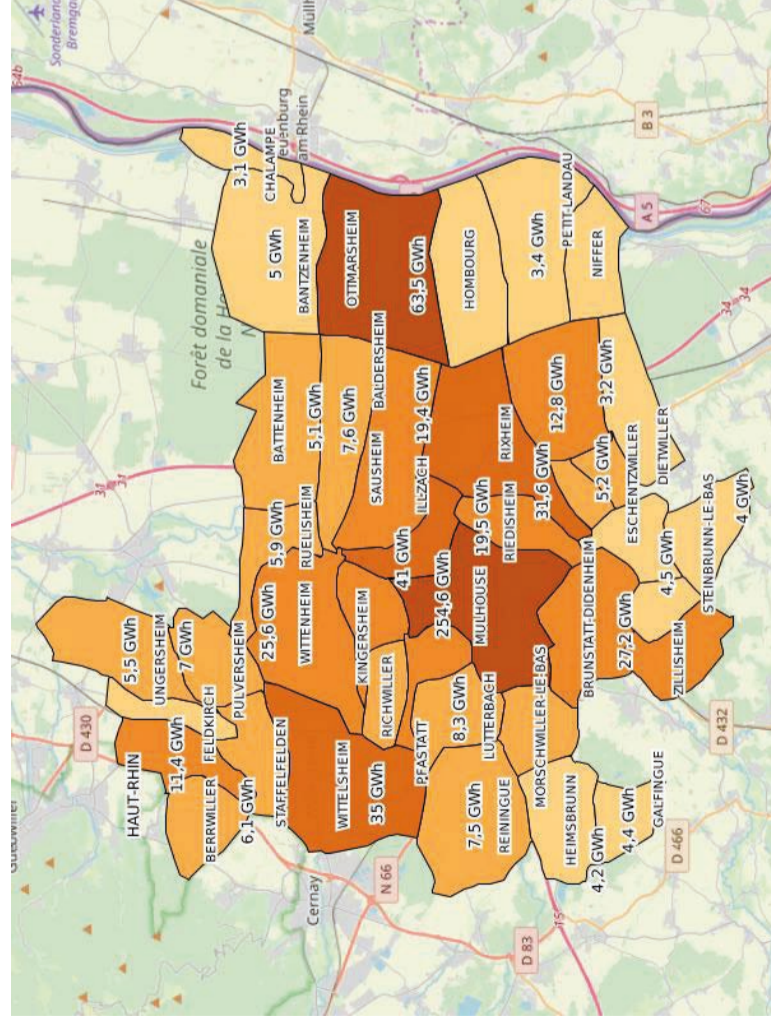 Sonderland
Bremga
64b
Müllh
euenburg
am Rhein
B 3
A 5
67
34
34
31
31
Forêt domaniale
de la Ha
D 430
Cernay
N 66
D 83
D 466
D 432
3,1 GWh
CHALAMPE
5 GWh
BANTZENHEIM
OTTMARSHEIM
63,5 GWh
HOMBOURG
3,4 GWh
PETIT-LANDAU
NIFFER
BATTENHEIM
5,1 GWh
7,6 GWh
BALDERSHEIM
SAUSHEIM
19,4 GWh
ILLZACH
RIXHEIM
12,8 GWh
3,2 GWh
DIETWILLER
5,2 GWh
ESCHENTZWILLER
31,6 GWh
19,5 GWh
RIEDISHEIM
5,9 GWh
RUELISHEIM
25,6 GWh
WITTENHEIM
41 GWh
KINGERSHEIM
RICHWILLER
254,6 GWh
MULHOUSE
BRUNSTATT-DIDENHEIM
27,2 GWh
4,5 GWh
4 GWh
STEINBRUNN-LE-BAS
ZILLISHEIM
5,5 GWh
UNGERSHEIM
7 GWh
PULVERSHEIM
FELDKIRCH
11,4 GWh
HAUT-RHIN
BERRWILLER
6,1 GWh
STAFFELFELDEN
WITTELSHEIM
35 GWh
PFASTATT
8,3 GWh
LUTTERBACH
7,5 GWh
REININGUE
MORSCHWILLER-LE-BAS
HEIMSBRUNN
4,2 GWh
4,4 GWh
GALFINGUE